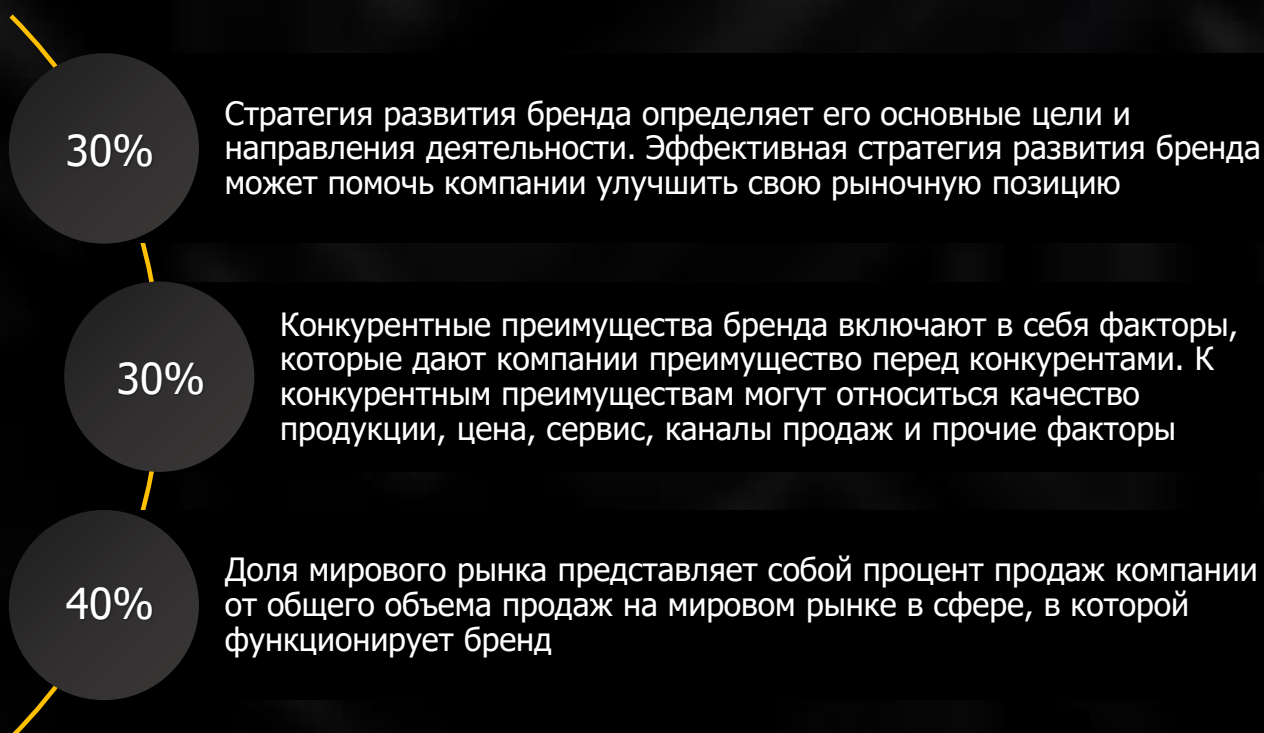 30%
Стратегия развития бренда определяет его основные цели и
направления деятельности. Эффективная стратегия развития бренда
может помочь компании улучшить свою рыночную позицию
30%
Конкурентные преимущества бренда включают в себя факторы,
которые дают компании преимущество перед конкурентами. К
конкурентным преимуществам могут относиться качество
продукции, цена, сервис, каналы продаж и прочие факторы
40%
Доля мирового рынка представляет собой процент продаж компании
от общего объема продаж на мировом рынке в сфере, в которой
функционирует бренд